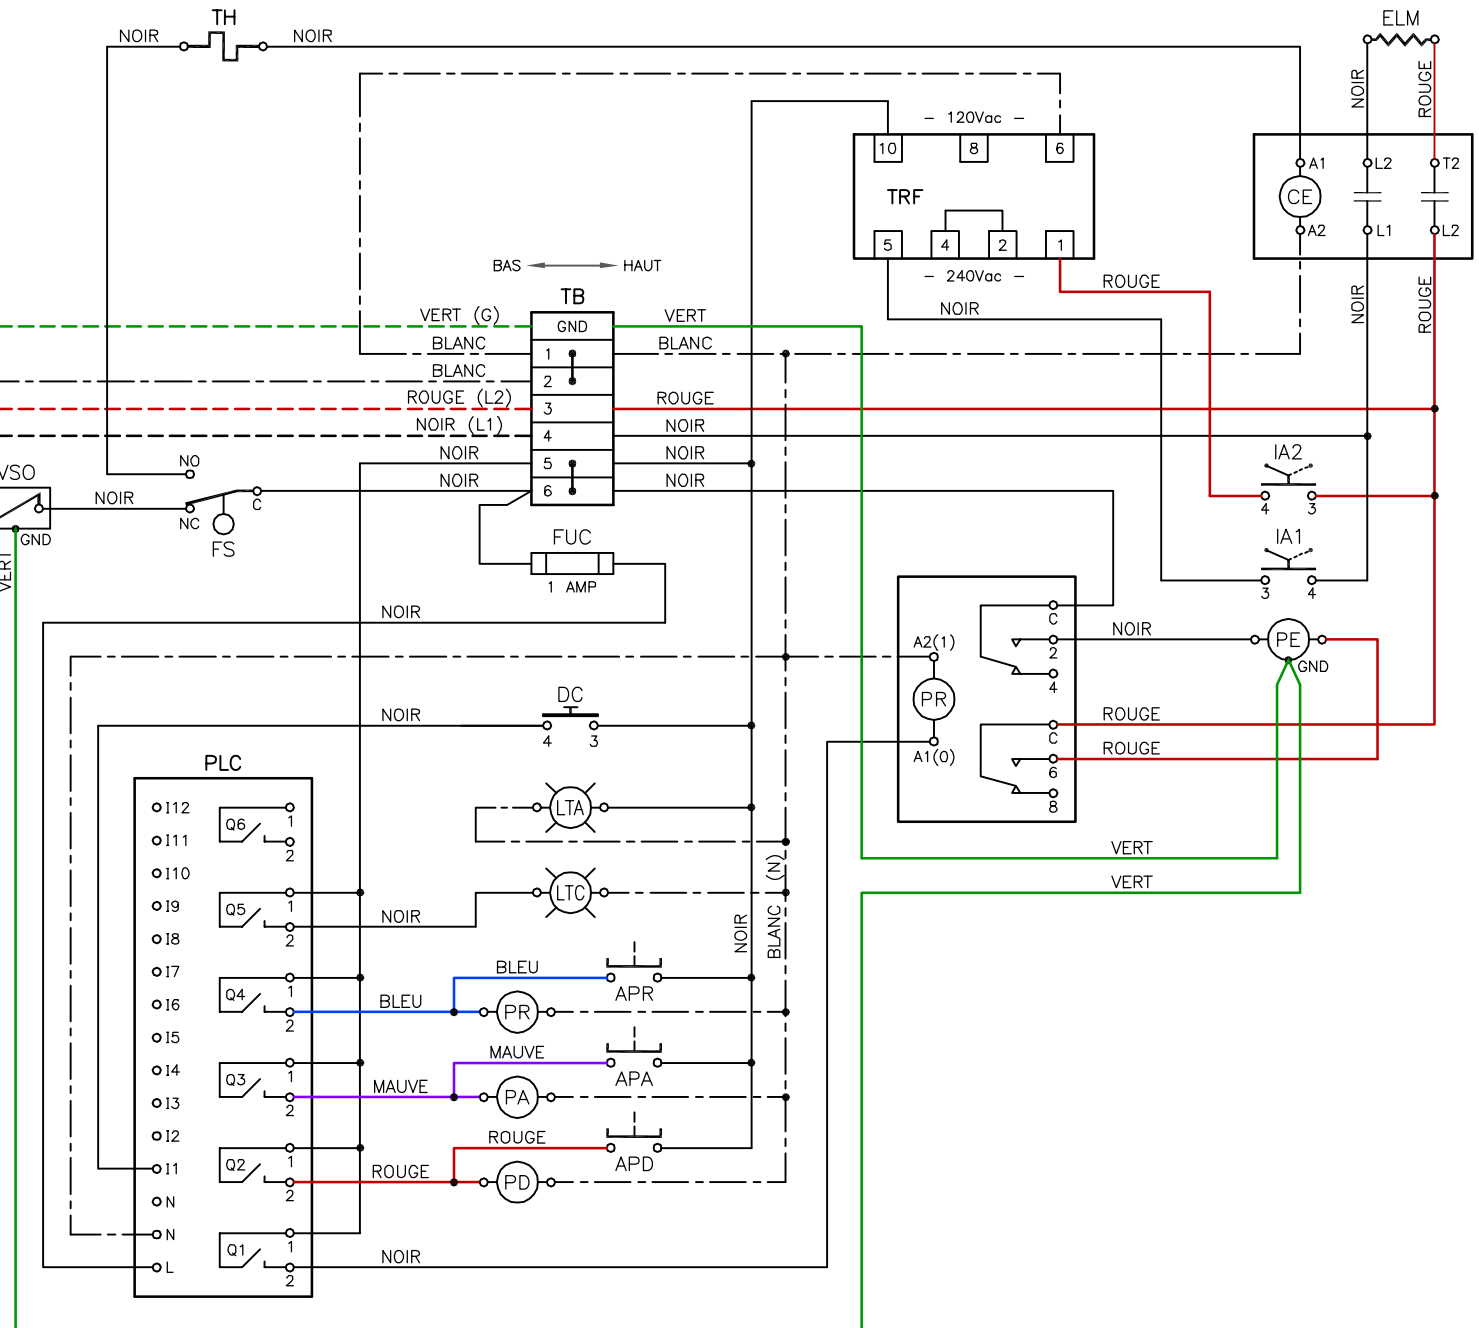 TH
ELM
NOIR
NOIR
NOIR
ROUGE
- 120Vac -
10
8
6
TRF
A1
L2
T2
CE
A2
L1
L2
5
4
2
1
- 240Vac -
BAS
HAUT
ROUGE
NOIR
NOIR
ROUGE
TB
VERT (G)
GND
VERT
BLANC
1
BLANC
BLANC
2
ROUGE (L2)
3
ROUGE
NOIR (L1)
4
NOIR
NOIR
5
NOIR
NOIR
6
NOIR
VSO
NO
NOIR
NC
C
FS
GND
VERT
IA2
4
3
IA1
3
4
FUC
1 AMP
NOIR
C
A2(1)
2
NOIR
PE
GND
4
PR
A1(0)
C
ROUGE
6
ROUGE
8
DC
NOIR
4
3
PLC
I12
I11
I10
I9
I8
I7
I6
I5
I4
I3
I2
I1
N
N
L
Q6
1
2
Q5
1
2
NOIR
Q4
1
2
BLEU
Q3
1
2
MAUVE
Q2
1
2
ROUGE
Q1
1
2
NOIR
LTA
LTC
BLEU
APR
PR
MAUVE
APA
PA
ROUGE
APD
PD
NOIR
BLANC (N)
VERT
VERT